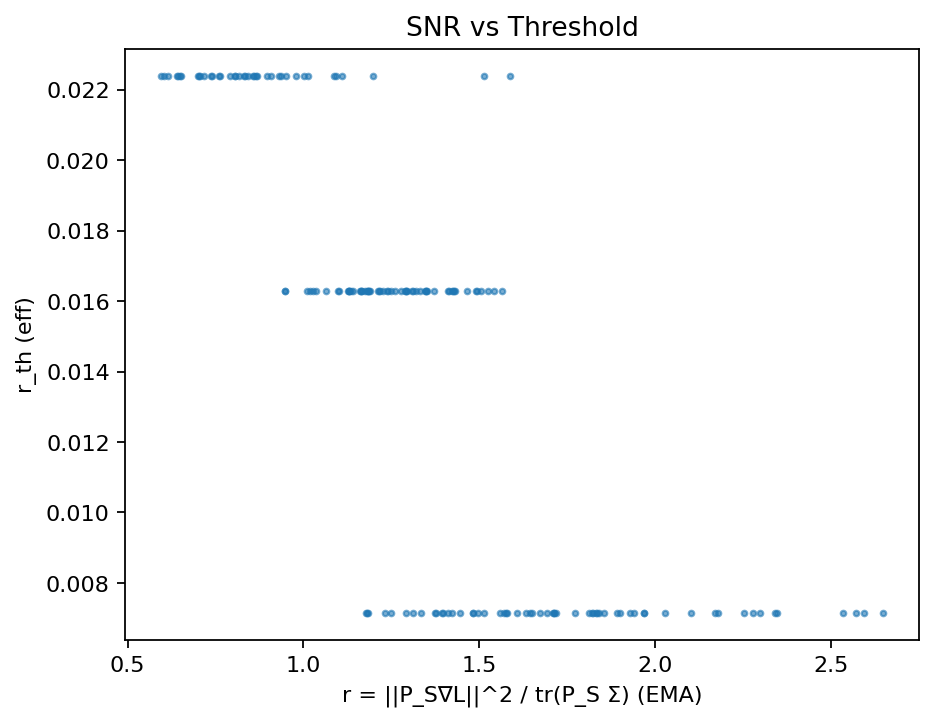 SNR vs Threshold
r_th (eff)
0.022
0.020
0.018
0.016
0.014
0.012
0.010
0.008
0.5 1.0 1.5 2.0 2.5
r = ||P_S∇L||^2 / tr(P_S Σ) (EMA)